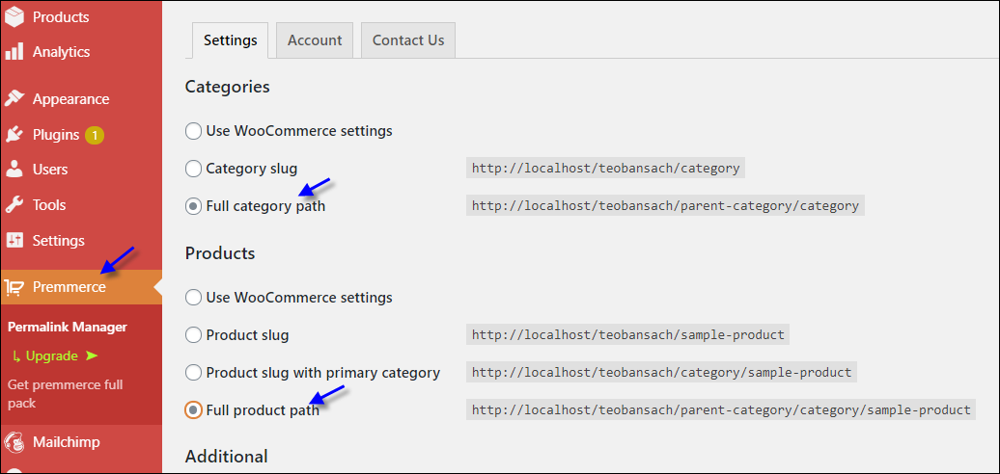 Products
Analytics
Appearance
Plugins 1
Users
Tools
Settings
Premmerce
Permalink Manager
↳ Upgrade ➤
Get premmerce full
pack
Mailchimp
Settings Account Contact Us
Categories
Use WooCommerce settings
Category slug http://localhost/teobansach/category
Full category path http://localhost/teobansach/parent-category/category
Products
Use WooCommerce settings
Product slug http://localhost/teobansach/sample-product
Product slug with primary category http://localhost/teobansach/category/sample-product
Full product path http://localhost/teobansach/parent-category/category/sample-product
Additional